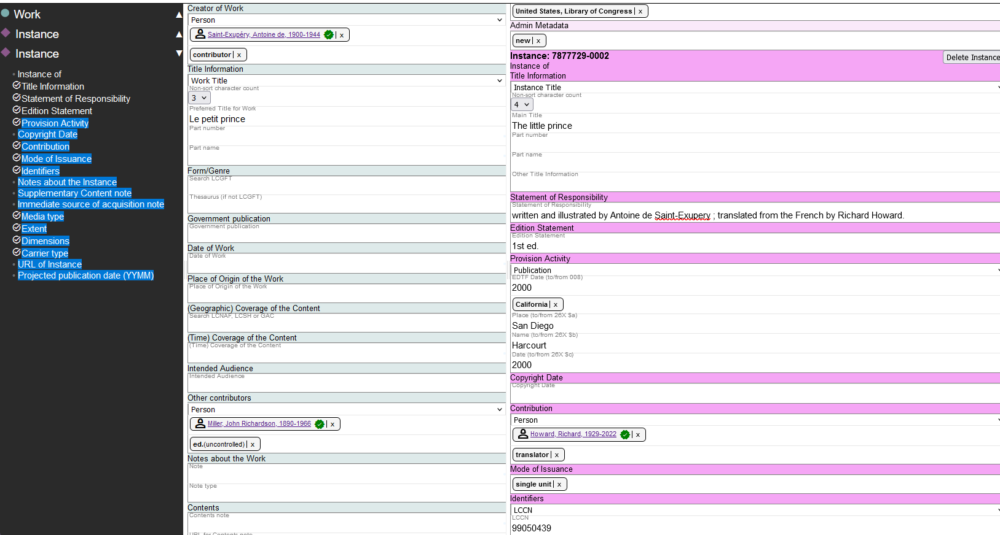 Work
Instance
Instance
Instance of
Title Information
Statement of Responsibility
Edition Statement
Provision Activity
Copyright Date
Contribution
Mode of Issuance
Identifiers
Notes about the Instance
Supplementary Content note
Immediate source of acquisition note
Media type
Extent
Dimensions
Carrier type
URL of Instance
Projected publication date (YYMM)
Creator of Work
Person
Saint-Exupéry, Antoine de, 1900-1944 | x
contributor | x
Title Information
Work Title
Non-sort character count
3
Preferred Title for Work
Le petit prince
Part number
Part name
Form/Genre
Search LCGFT
Thesaurus (if not LCGFT)
Government publication
Government publication
Date of Work
Date of Work
Place of Origin of the Work
Place of Origin of the Work
(Geographic) Coverage of the Content
Search LCNAF, LCSH or GAC
(Time) Coverage of the Content
(Time) Coverage of the Content
Intended Audience
Intended Audience
Other contributors
Person
Miller, John Richardson, 1890-1966 | x
ed.(uncontrolled) | x
Notes about the Work
Note
Note type
Contents
Contents note
URL for Contents note
United States, Library of Congress | x
Admin Metadata
new | x
Instance: 7877729-0002
Delete Instance
Instance of
Title Information
Instance Title
Non-sort character count
4
Main Title
The little prince
Part number
Part name
Other Title Information
Statement of Responsibility
Statement of Responsibility
written and illustrated by Antoine de Saint-Exupery ; translated from the French by Richard Howard.
Edition Statement
Edition Statement
1st ed.
Provision Activity
Publication
EDTF Date (to/from 008)
2000
California | x
Place (to/from 26X $a)
San Diego
Name (to/from 26X $b)
Harcourt
Date (to/from 26X $c)
2000
Copyright Date
Copyright Date
Contribution
Person
Howard, Richard, 1929-2022 | x
translator | x
Mode of Issuance
single unit | x
Identifiers
LCCN
LCCN
99050439